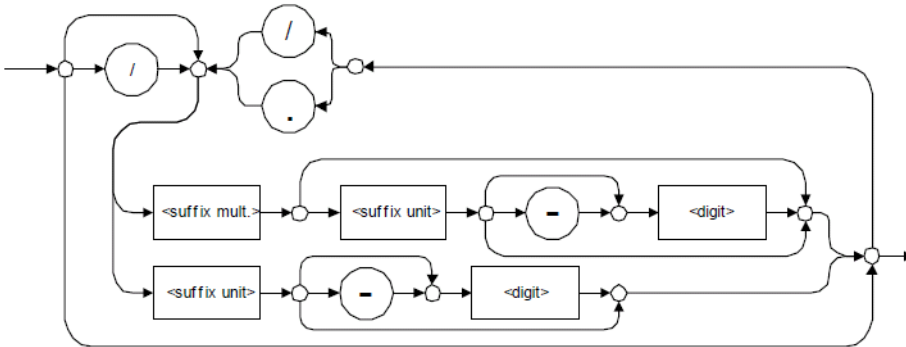 /
/
.
<suffix mult.>
<suffix unit>
-
<digit>
<suffix unit>
-
<digit>